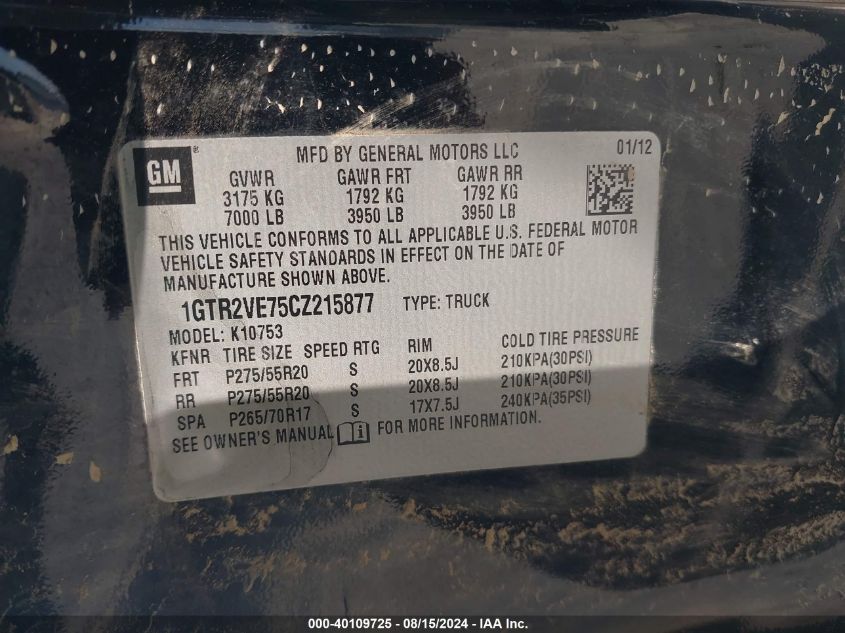 GM ® MFD BY GENERAL MOTORS LLC 01/12
GVWR GAWR FRT GAWR RR
3175 KG 1792 KG 1792 KG
7000 LB 3950 LB 3950 LB
THIS VEHICLE CONFORMS TO ALL APPLICABLE U.S. FEDERAL MOTOR
VEHICLE SAFETY STANDARDS IN EFFECT ON THE DATE OF
MANUFACTURE SHOWN ABOVE.
1GTR2VE75CZ215877 TYPE: TRUCK
MODEL: K10753
KFNR TIRE SIZE SPEED RTG RIM COLD TIRE PRESSURE
FRT P275/55R20 S 20X8.5J 210KPA(30PSI)
RR P275/55R20 S 20X8.5J 210KPA(30PSI)
SPA P265/70R17 S 17X7.5J 240KPA(35PSI)
SEE OWNER'S MANUAL FOR MORE INFORMATION.
000-40109725 - 08/15/2024 - IAA Inc.